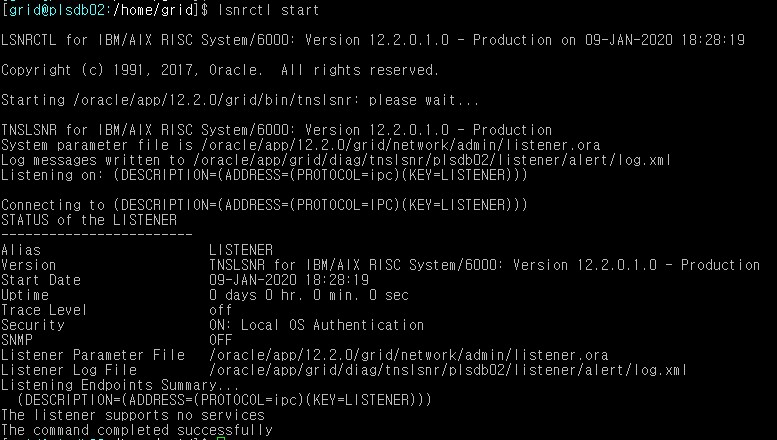 [grid@plsdb02:/home/grid]$ lsnrctl start
LSNRCTL for IBM/AIX RISC System/6000: Version 12.2.0.1.0 - Production on 09-JAN-2020 18:28:19
Copyright (c) 1991, 2017, Oracle.  All rights reserved.
Starting /oracle/app/12.2.0/grid/bin/tnslsnr: please wait...
TNSLSNR for IBM/AIX RISC System/6000: Version 12.2.0.1.0 - Production
System parameter file is /oracle/app/12.2.0/grid/network/admin/listener.ora
Log messages written to /oracle/app/grid/diag/tnslsnr/plsdb02/listener/alert/log.xml
Listening on: (DESCRIPTION=(ADDRESS=(PROTOCOL=ipc)(KEY=LISTENER)))
Connecting to (DESCRIPTION=(ADDRESS=(PROTOCOL=IPC)(KEY=LISTENER)))
STATUS of the LISTENER
------------------------
Alias                     LISTENER
Version                   TNSLSNR for IBM/AIX RISC System/6000: Version 12.2.0.1.0 - Production
Start Date                09-JAN-2020 18:28:19
Uptime                    0 days 0 hr. 0 min. 0 sec
Trace Level               off
Security                  ON: Local OS Authentication
SNMP                      OFF
Listener Parameter File   /oracle/app/12.2.0/grid/network/admin/listener.ora
Listener Log File         /oracle/app/grid/diag/tnslsnr/plsdb02/listener/alert/log.xml
Listening Endpoints Summary...
  (DESCRIPTION=(ADDRESS=(PROTOCOL=ipc)(KEY=LISTENER)))
The listener supports no services
The command completed successfully